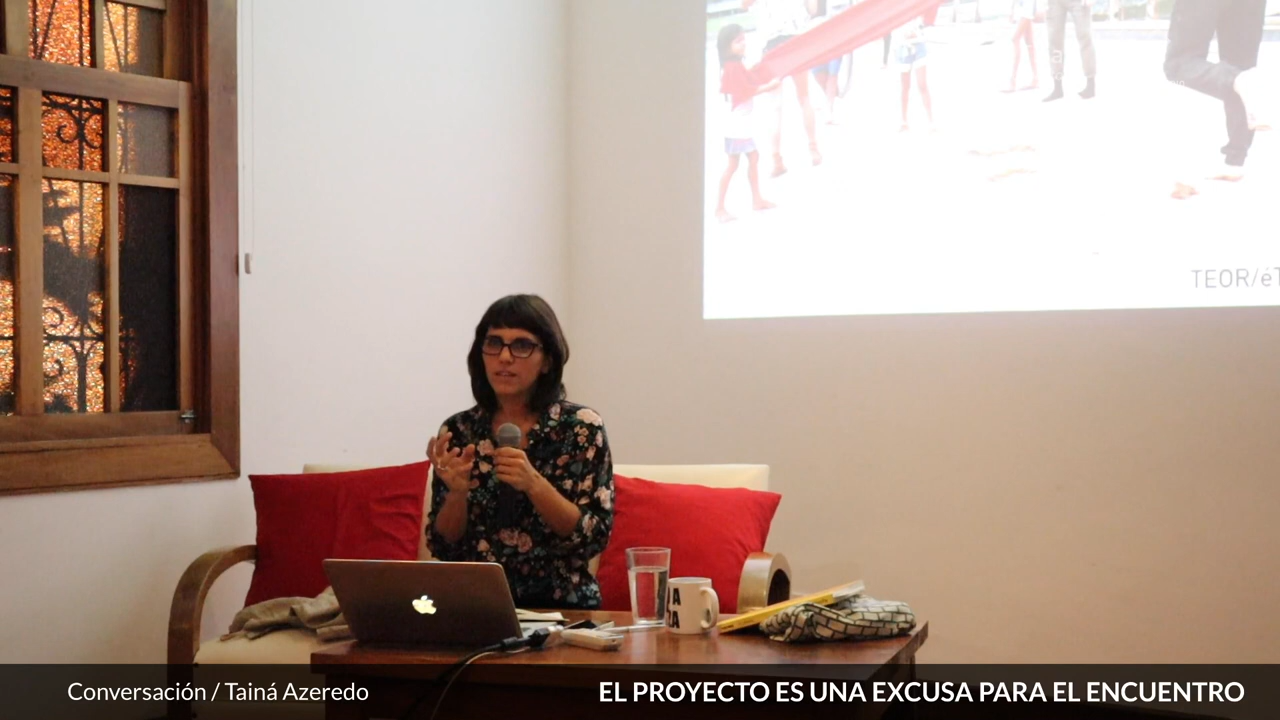 TEOR/éT
Conversación / Tainá Azeredo
EL PROYECTO ES UNA EXCUSA PARA EL ENCUENTRO